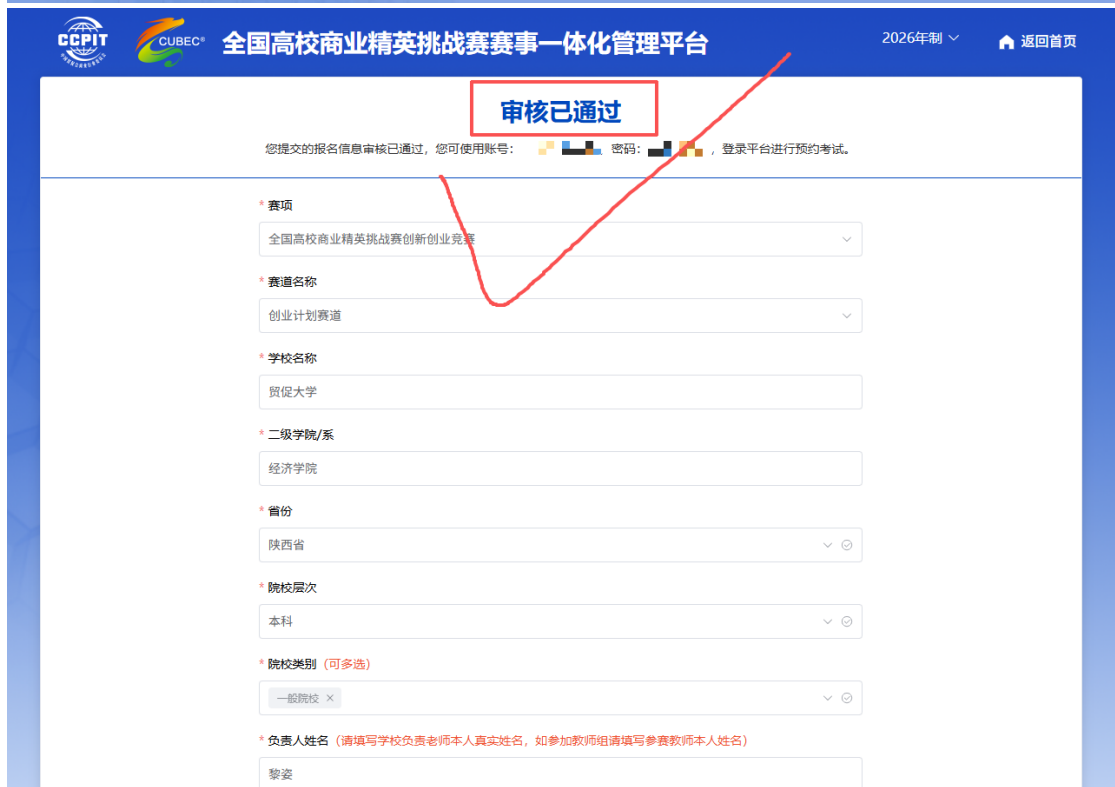 CCPIT
CUBEC®
全国高校商业精英挑战赛赛事一体化管理平台
2026年制
返回首页
审核已通过
您提交的报名信息审核已通过，您可使用账号：
，密码：
，登录平台进行预约考试。
* 赛项
全国高校商业精英挑战赛创新创业竞赛
* 赛道名称
创业计划赛道
* 学校名称
贸促大学
* 二级学院/系
经济学院
* 省份
陕西省
* 院校层次
本科
* 院校类别（可多选）
一般院校 ×
* 负责人姓名（请填写学校负责老师本人真实姓名，如参加教师组请填写参赛教师本人姓名）
黎姿